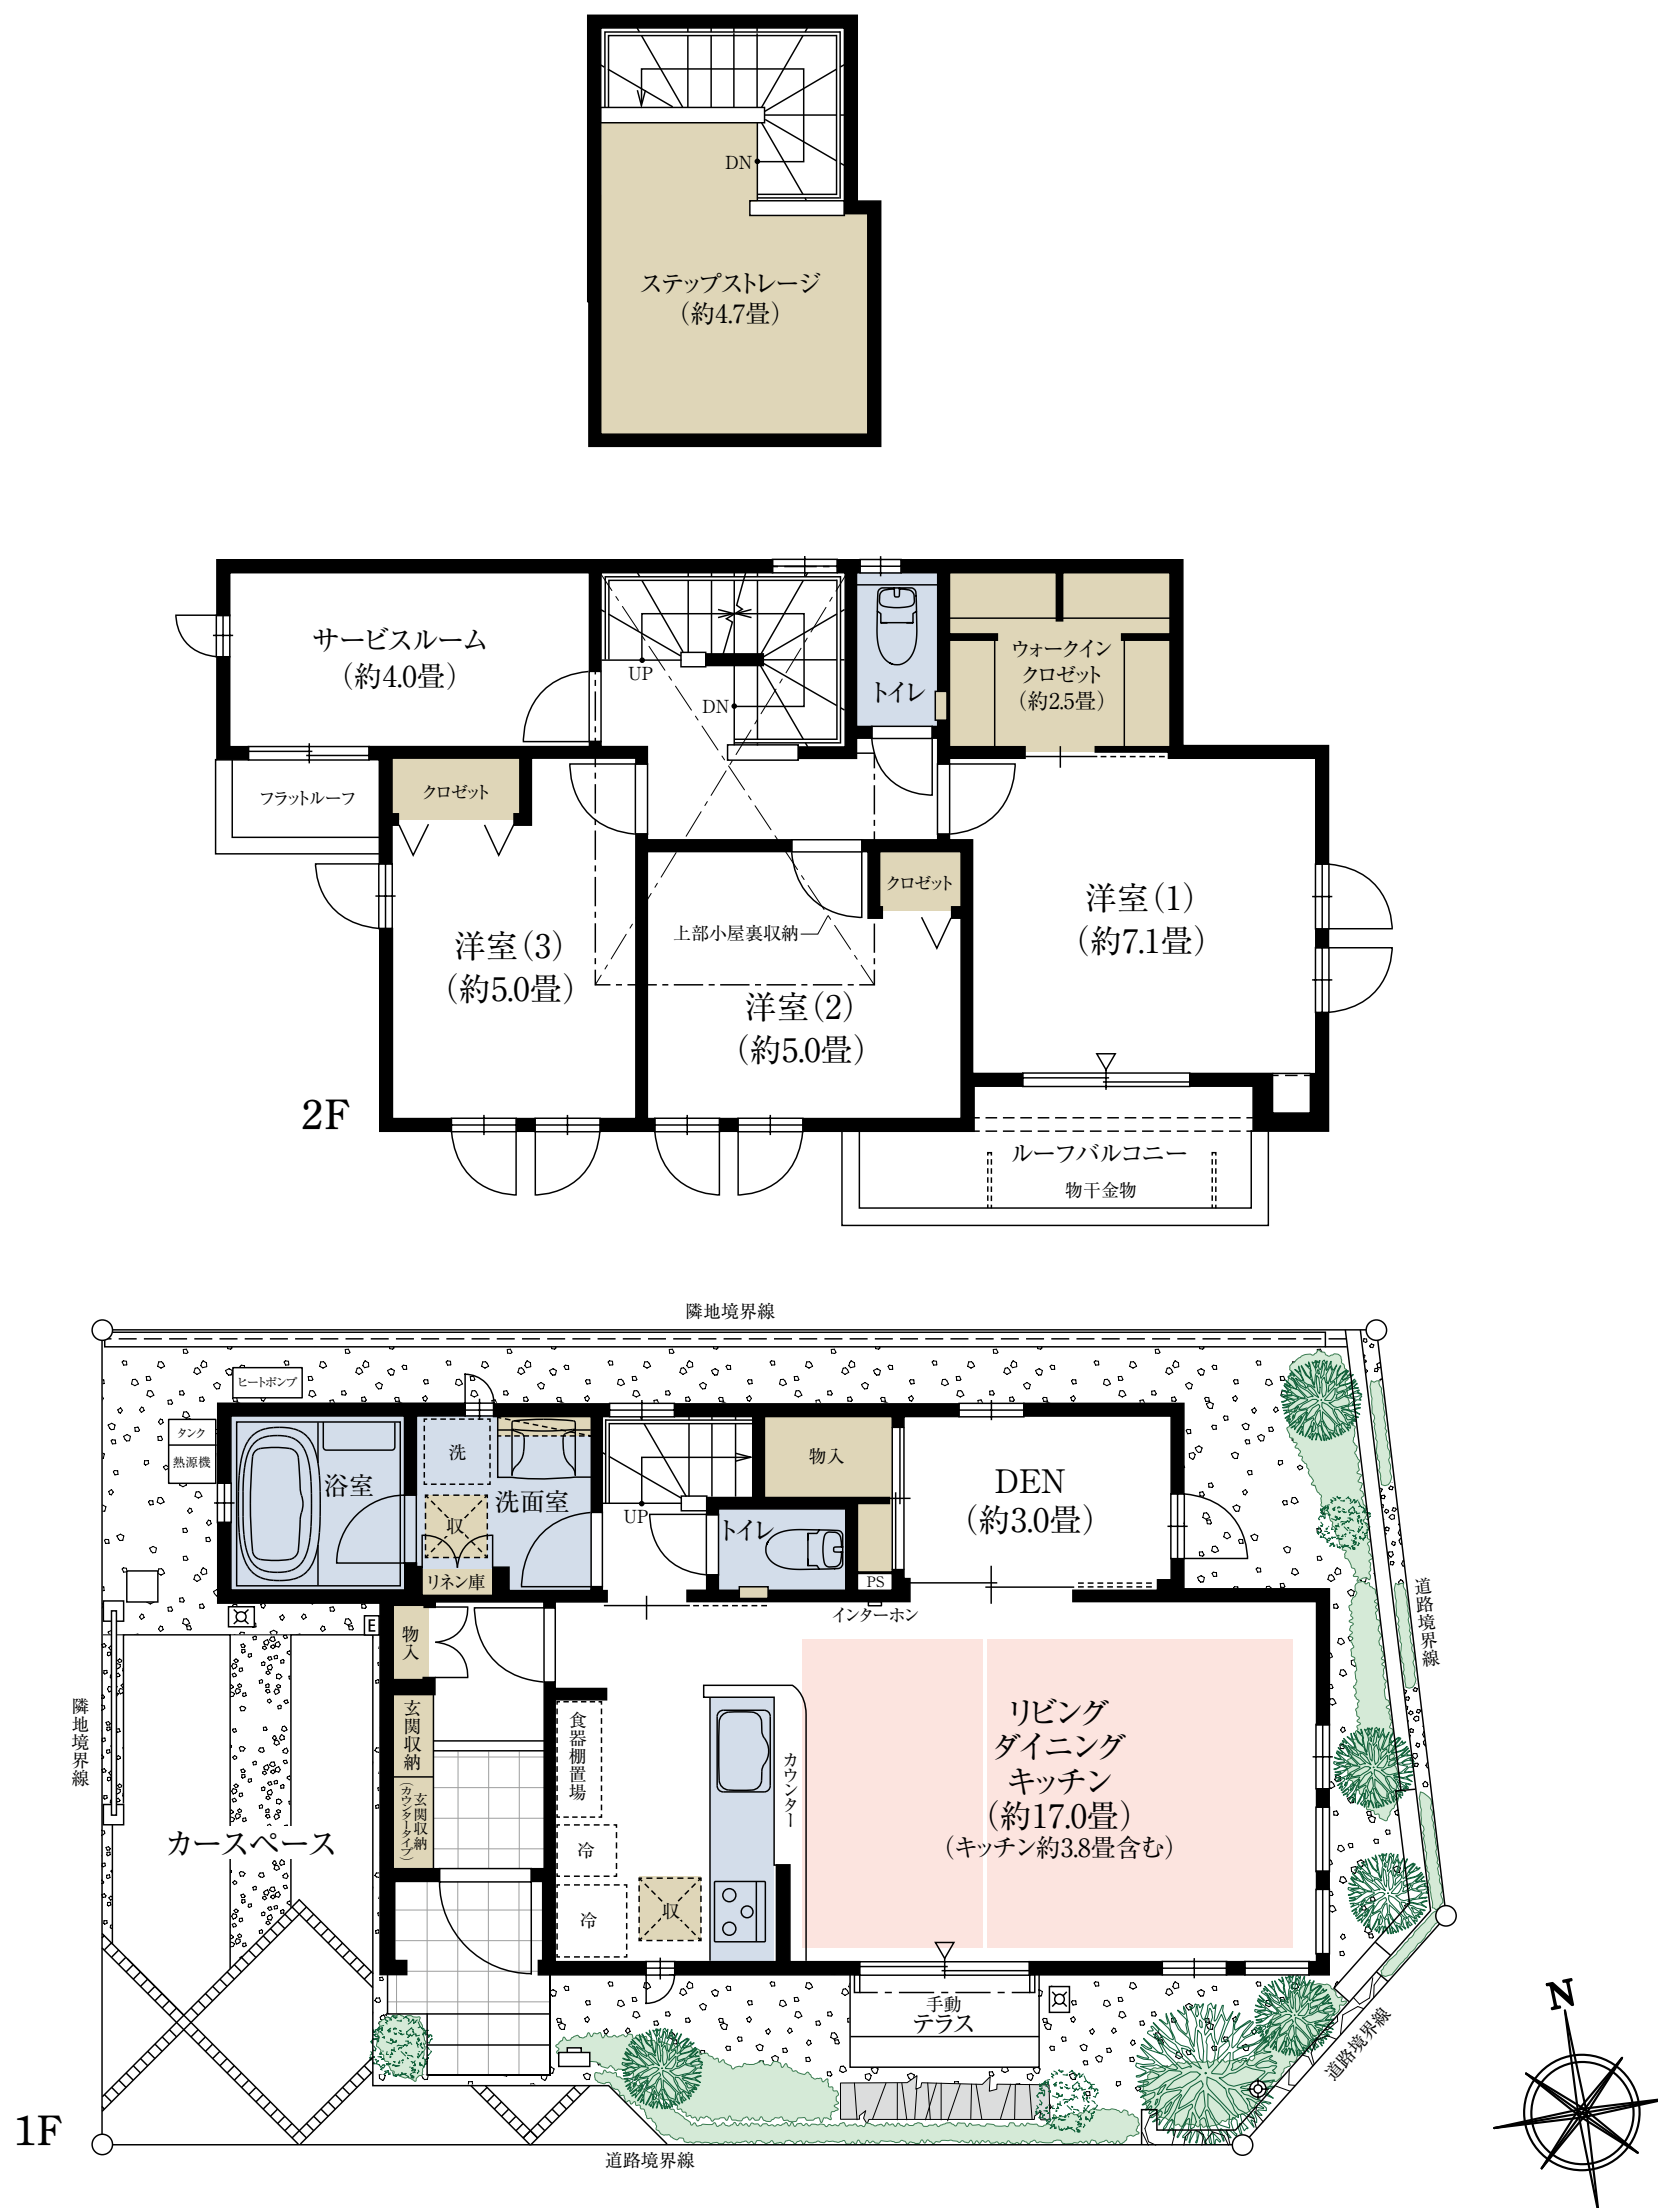 DN
ステップストレージ
（約4.7畳）
サービスルーム
（約4.0畳）
UP
DN
トイレ
ウォークイン
クロゼット
（約2.5畳）
フラットルーフ
クロゼット
クロゼット
上部小屋裏収納
洋室（1）
（約7.1畳）
洋室（3）
（約5.0畳）
洋室（2）
（約5.0畳）
2F
ルーフバルコニー
物干金物
隣地境界線
ヒートポンプ
タンク
熱源機
浴室
洗
洗面室
収
リネン庫
UP
トイレ
物入
DEN
（約3.0畳）
PS
インターホン
E
物入
玄関収納
玄関収納
（カウンタータイプ）
食器棚置場
冷
冷
収
カウンター
リビング
ダイニング
キッチン
（約17.0畳）
（キッチン約3.8畳含む）
隣地境界線
カースペース
道路境界線
手動
テラス
道路境界線
道路境界線
1F
N